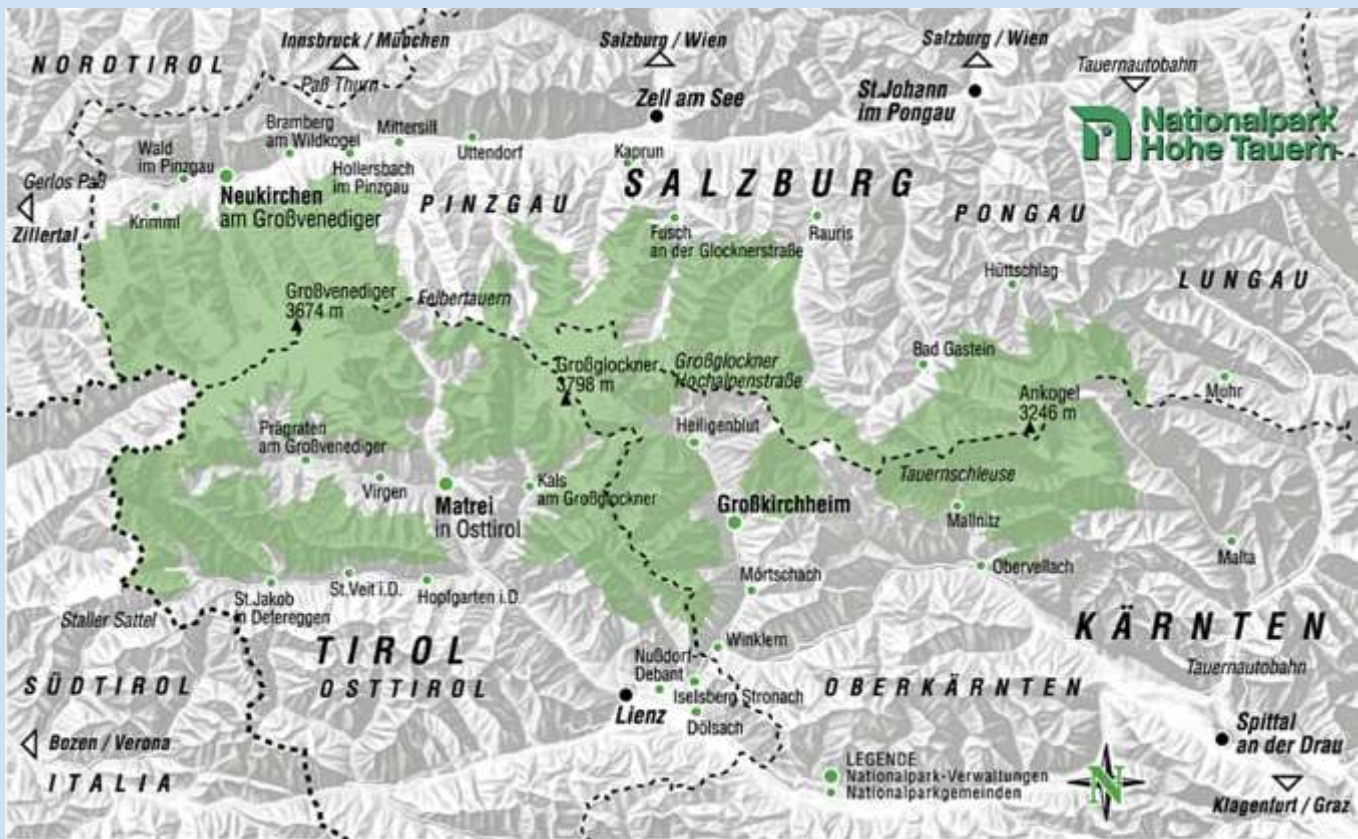 Innsbruck / München
Salzburg / Wien
Salzburg / Wien
NORDTIROL
Paß Thurn
Tauernautobahn
Zell am See
St.Johann
im Pongau
Nationalpark
Hohe Tauern
Bramberg
am Wildkogel
Mittersill
Wald
im Pinzgau
Hollersbach
im Pinzgau
Uttendorf
Kaprun
Gerlos Paß
Zillertal
Krimml
Neukirchen
am Großvenediger
PINZGAU
SALZBURG
PONGAU
Fusch
an der Glocknerstraße
Rauris
Hüttschlag
LUNGAU
Großvenediger
3674 m
Felbertauern
Großglockner
3798 m
Großglockner
Hochalpenstraße
Bad Gastein
Ankogel
3246 m
Muhr
Prägraten
am Großvenediger
Heiligenblut
Virgen
Matrei
in Osttirol
Kals
am Großglockner
Großkirchheim
Tauernschleuse
Mallnitz
Malta
Obervellach
Mörtschach
St.Jakob
in Defereggen
St.Veit i.D.
Hopfgarten i.D.
Staller Sattel
Winklern
KÄRNTEN
TIROL
OSTTIROL
Nußdorf-
Debant
Tauernautobahn
SÜDTIROL
Iselsberg Stronach
OBERKÄRNTEN
Lienz
Dölsach
Bozen / Verona
ITALIA
Spittal
an der Drau
LEGENDE
Nationalpark-Verwaltungen
Nationalparkgemeinden
N
Klagenfurt / Graz